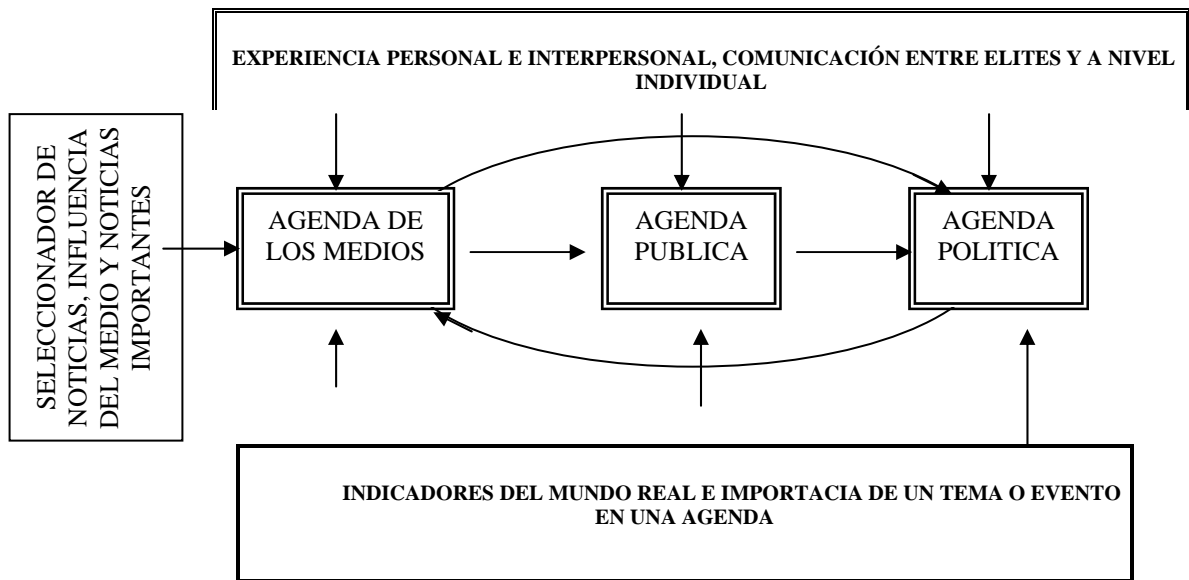 EXPERIENCIA PERSONAL E INTERPERSONAL, COMUNICACIÓN ENTRE ELITES Y A NIVEL
INDIVIDUAL
SELECCIONADOR DE
NOTICIAS, INFLUENCIA
DEL MEDIO Y NOTICIAS
IMPORTANTES
AGENDA DE
LOS MEDIOS
AGENDA
PUBLICA
AGENDA
POLITICA
INDICADORES DEL MUNDO REAL E IMPORTACIA DE UN TEMA O EVENTO
EN UNA AGENDA